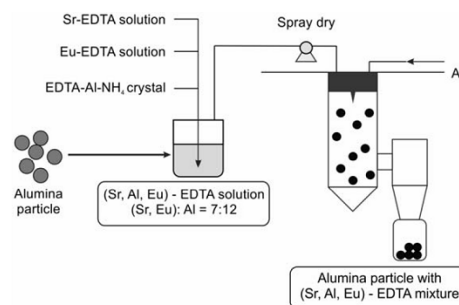 Sr-EDTA solution
Eu-EDTA solution
EDTA-Al-NH₄ crystal
Spray dry
A
Alumina
particle
(Sr, Al, Eu) - EDTA solution
(Sr, Eu): Al = 7:12
Alumina particle with
(Sr, Al, Eu) - EDTA mixture